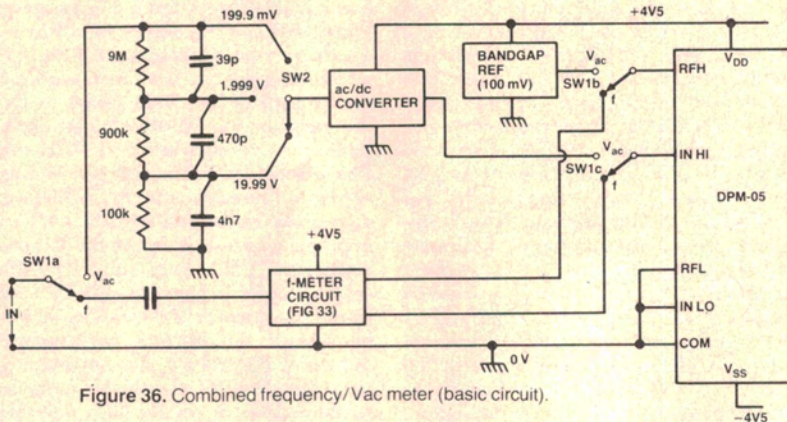 199.9 mV
+4V5
9M
39p
SW2
1.999 V
900k
470p
19.99 V
100k
4n7
ac/dc
CONVERTER
BANDGAP
REF
(100 mV)
Vac
SW1b
f
RFH
VDD
Vac
SW1c
f
IN HI
DPM-05
SW1a
Vac
f
IN
+4V5
f-METER
CIRCUIT
(FIG 33)
RFL
IN LO
COM
0 V
VSS
−4V5
Figure 36. Combined frequency/Vac meter (basic circuit).